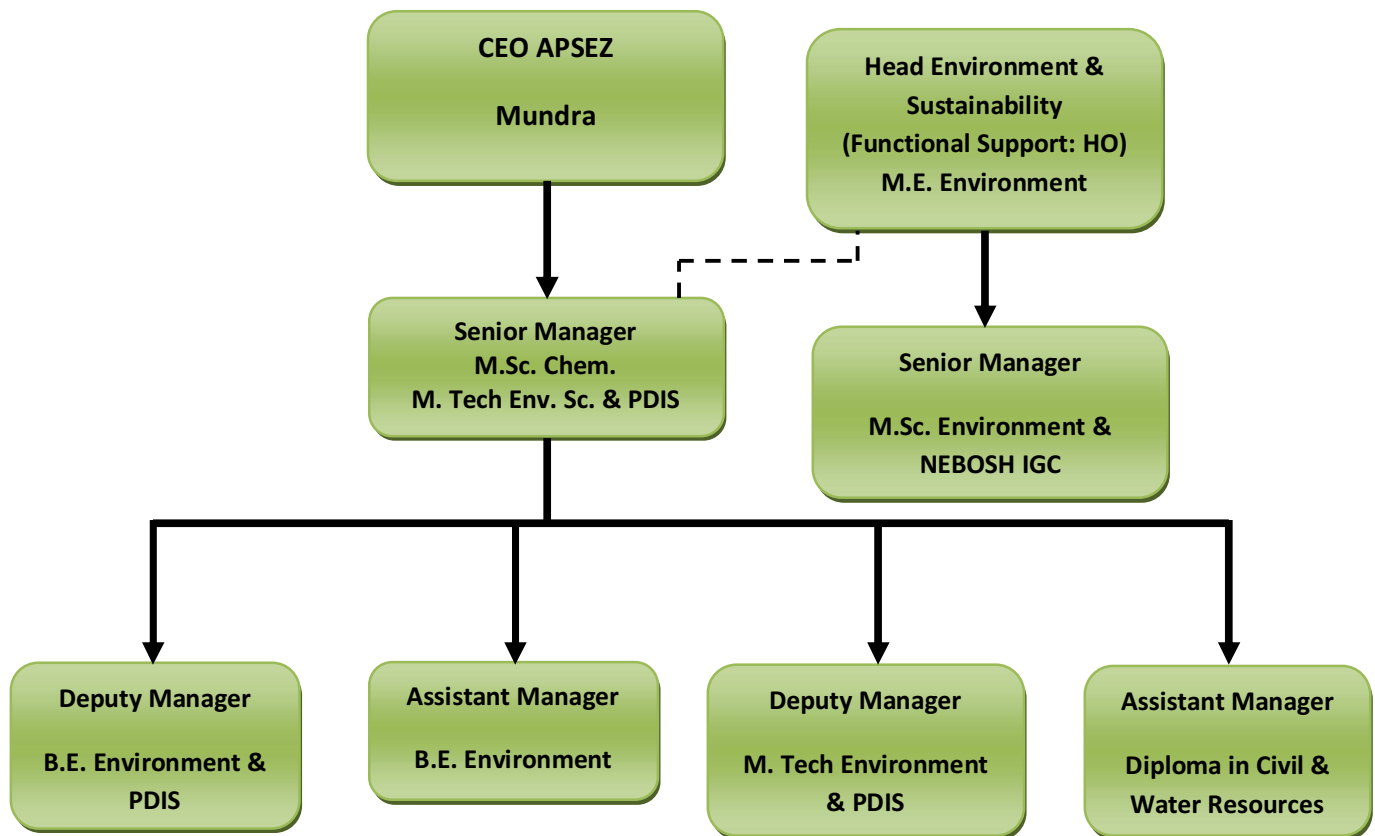 CEO APSEZ
Mundra
Head Environment &
Sustainability
(Functional Support: HO)
M.E. Environment
Senior Manager
M.Sc. Chem.
M. Tech Env. Sc. & PDIS
Senior Manager
M.Sc. Environment &
NEBOSH IGC
Deputy Manager
B.E. Environment &
PDIS
Assistant Manager
B.E. Environment
Deputy Manager
M. Tech Environment
& PDIS
Assistant Manager
Diploma in Civil &
Water Resources